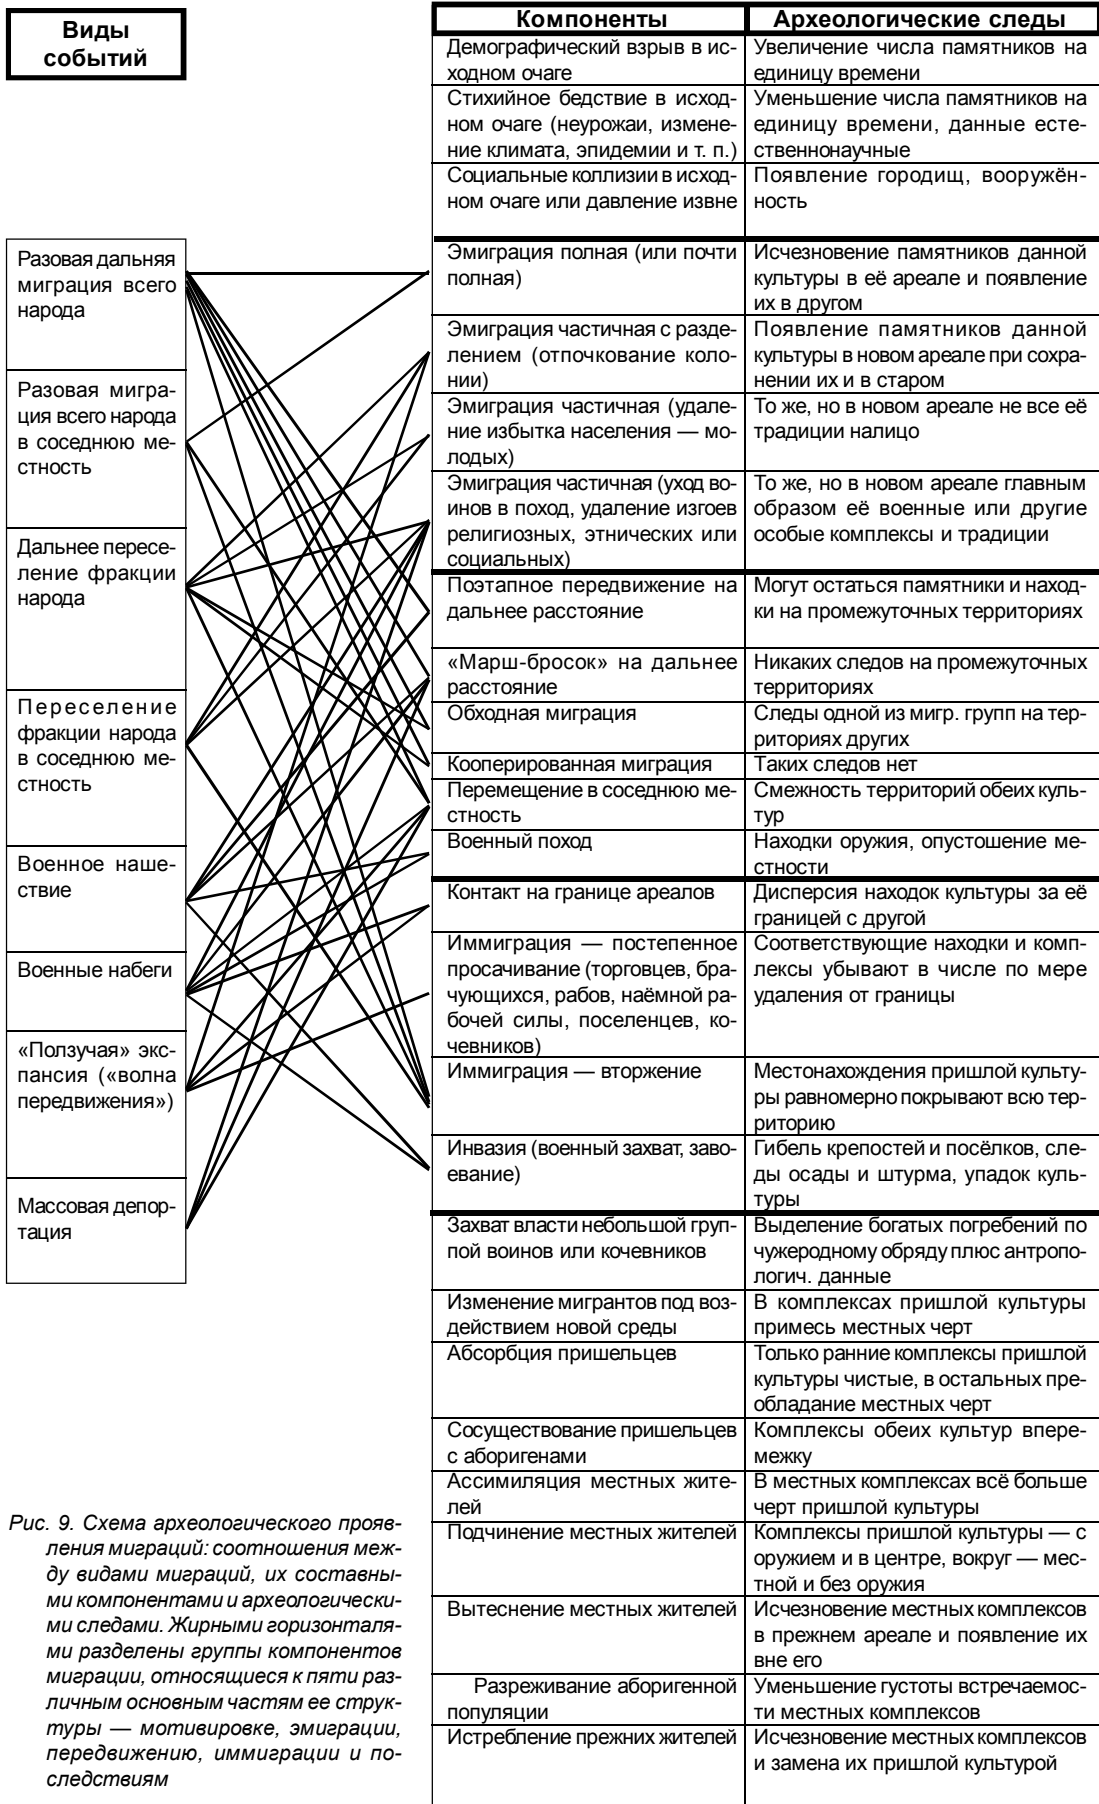 Виды
событий
Разовая дальняя
миграция всего
народа
Разовая мигра-
ция всего народа
в соседнюю ме-
стность
Дальнее пересе-
ление фракции
народа
Переселение
фракции народа
в соседнюю ме-
стность
Военное наше-
ствие
Военные набеги
«Ползучая» экс-
пансия («волна
передвижения»)
Массовая депор-
тация
Компоненты
Археологические следы
Демографический взрыв в ис-
ходном очаге
Увеличение числа памятников на
единицу времени
Стихийное бедствие в исход-
ном очаге (неурожаи, измене-
ние климата, эпидемии и т. п.)
Уменьшение числа памятников на
единицу времени, данные есте-
ственнонаучные
Социальные коллизии в исход-
ном очаге или давление извне
Появление городищ, вооружён-
ность
Эмиграция полная (или почти
полная)
Исчезновение памятников данной
культуры в её ареале и появление
их в другом
Эмиграция частичная с разде-
лением (отпочкование коло-
нии)
Появление памятников данной
культуры в новом ареале при сохра-
нении их и в старом
Эмиграция частичная (удале-
ние избытка населения — мо-
лодых)
То же, но в новом ареале не все её
традиции налицо
Эмиграция частичная (уход во-
инов в поход, удаление изгоев
религиозных, этнических или
социальных)
То же, но в новом ареале главным
образом её военные или другие
особые комплексы и традиции
Поэтапное передвижение на
дальнее расстояние
Могут остаться памятники и наход-
ки на промежуточных территориях
«Марш-бросок» на дальнее
расстояние
Никаких следов на промежуточных
территориях
Обходная миграция
Следы одной из мигр. групп на тер-
риториях других
Кооперированная миграция
Таких следов нет
Перемещение в соседнюю ме-
стность
Смежность территорий обеих куль-
тур
Военный поход
Находки оружия, опустошение ме-
стности
Контакт на границе ареалов
Дисперсия находок культуры за её
границей с другой
Иммиграция — постепенное
просачивание (торговцев, бра-
чующихся, рабов, наёмной ра-
бочей силы, поселенцев, ко-
чевников)
Соответствующие находки и комп-
лексы убывают в числе по мере
удаления от границы
Иммиграция — вторжение
Местонахождения пришлой культу-
ры равномерно покрывают всю тер-
риторию
Инвазия (военный захват, заво-
евание)
Гибель крепостей и посёлков, сле-
ды осады и штурма, упадок куль-
туры
Захват власти небольшой груп-
пой воинов или кочевников
Выделение богатых погребений по
чужеродному обряду плюс антропо-
логич. данные
Изменение мигрантов под воз-
действием новой среды
В комплексах пришлой культуры
примесь местных черт
Абсорбция пришельцев
Только ранние комплексы пришлой
культуры чистые, в остальных пре-
обладание местных черт
Сосуществование пришельцев
с аборигенами
Комплексы обеих культур впере-
межку
Ассимиляция местных жите-
лей
В местных комплексах всё больше
черт пришлой культуры
Подчинение местных жителей
Комплексы пришлой культуры — с
оружием и в центре, вокруг — мес-
тной и без оружия
Вытеснение местных жителей
Исчезновение местных комплексов
в прежнем ареале и появление их
вне его
Разреживание аборигенной
популяции
Уменьшение густоты встречаемос-
ти местных комплексов
Истребление прежних жителей
Исчезновение местных комплексов
и замена их пришлой культурой
Рис. 9. Схема археологического прояв-
ления миграций: соотношения меж-
ду видами миграций, их составны-
ми компонентами и археологически-
ми следами. Жирными горизонталя-
ми разделены группы компонентов
миграции, относящиеся к пяти раз-
личным основным частям ее струк-
туры — мотивировке, эмиграции,
передвижению, иммиграции и по-
следствиям